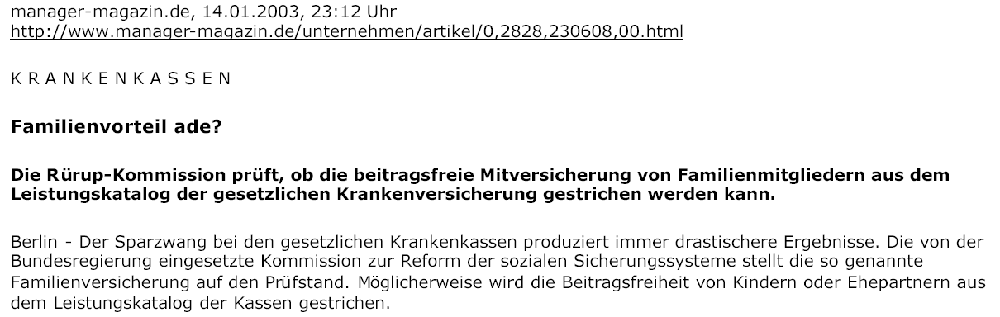 manager-magazin.de, 14.01.2003, 23:12 Uhr
http://www.manager-magazin.de/unternehmen/artikel/0,2828,230608,00.html
K R A N K E N K A S S E N
Familienvorteil ade?
Die Rürup-Kommission prüft, ob die beitragsfreie Mitversicherung von Familienmitgliedern aus dem
Leistungskatalog der gesetzlichen Krankenversicherung gestrichen werden kann.
Berlin - Der Sparzwang bei den gesetzlichen Krankenkassen produziert immer drastischere Ergebnisse. Die von der
Bundesregierung eingesetzte Kommission zur Reform der sozialen Sicherungssysteme stellt die so genannte
Familienversicherung auf den Prüfstand. Möglicherweise wird die Beitragsfreiheit von Kindern oder Ehepartnern aus
dem Leistungskatalog der Kassen gestrichen.